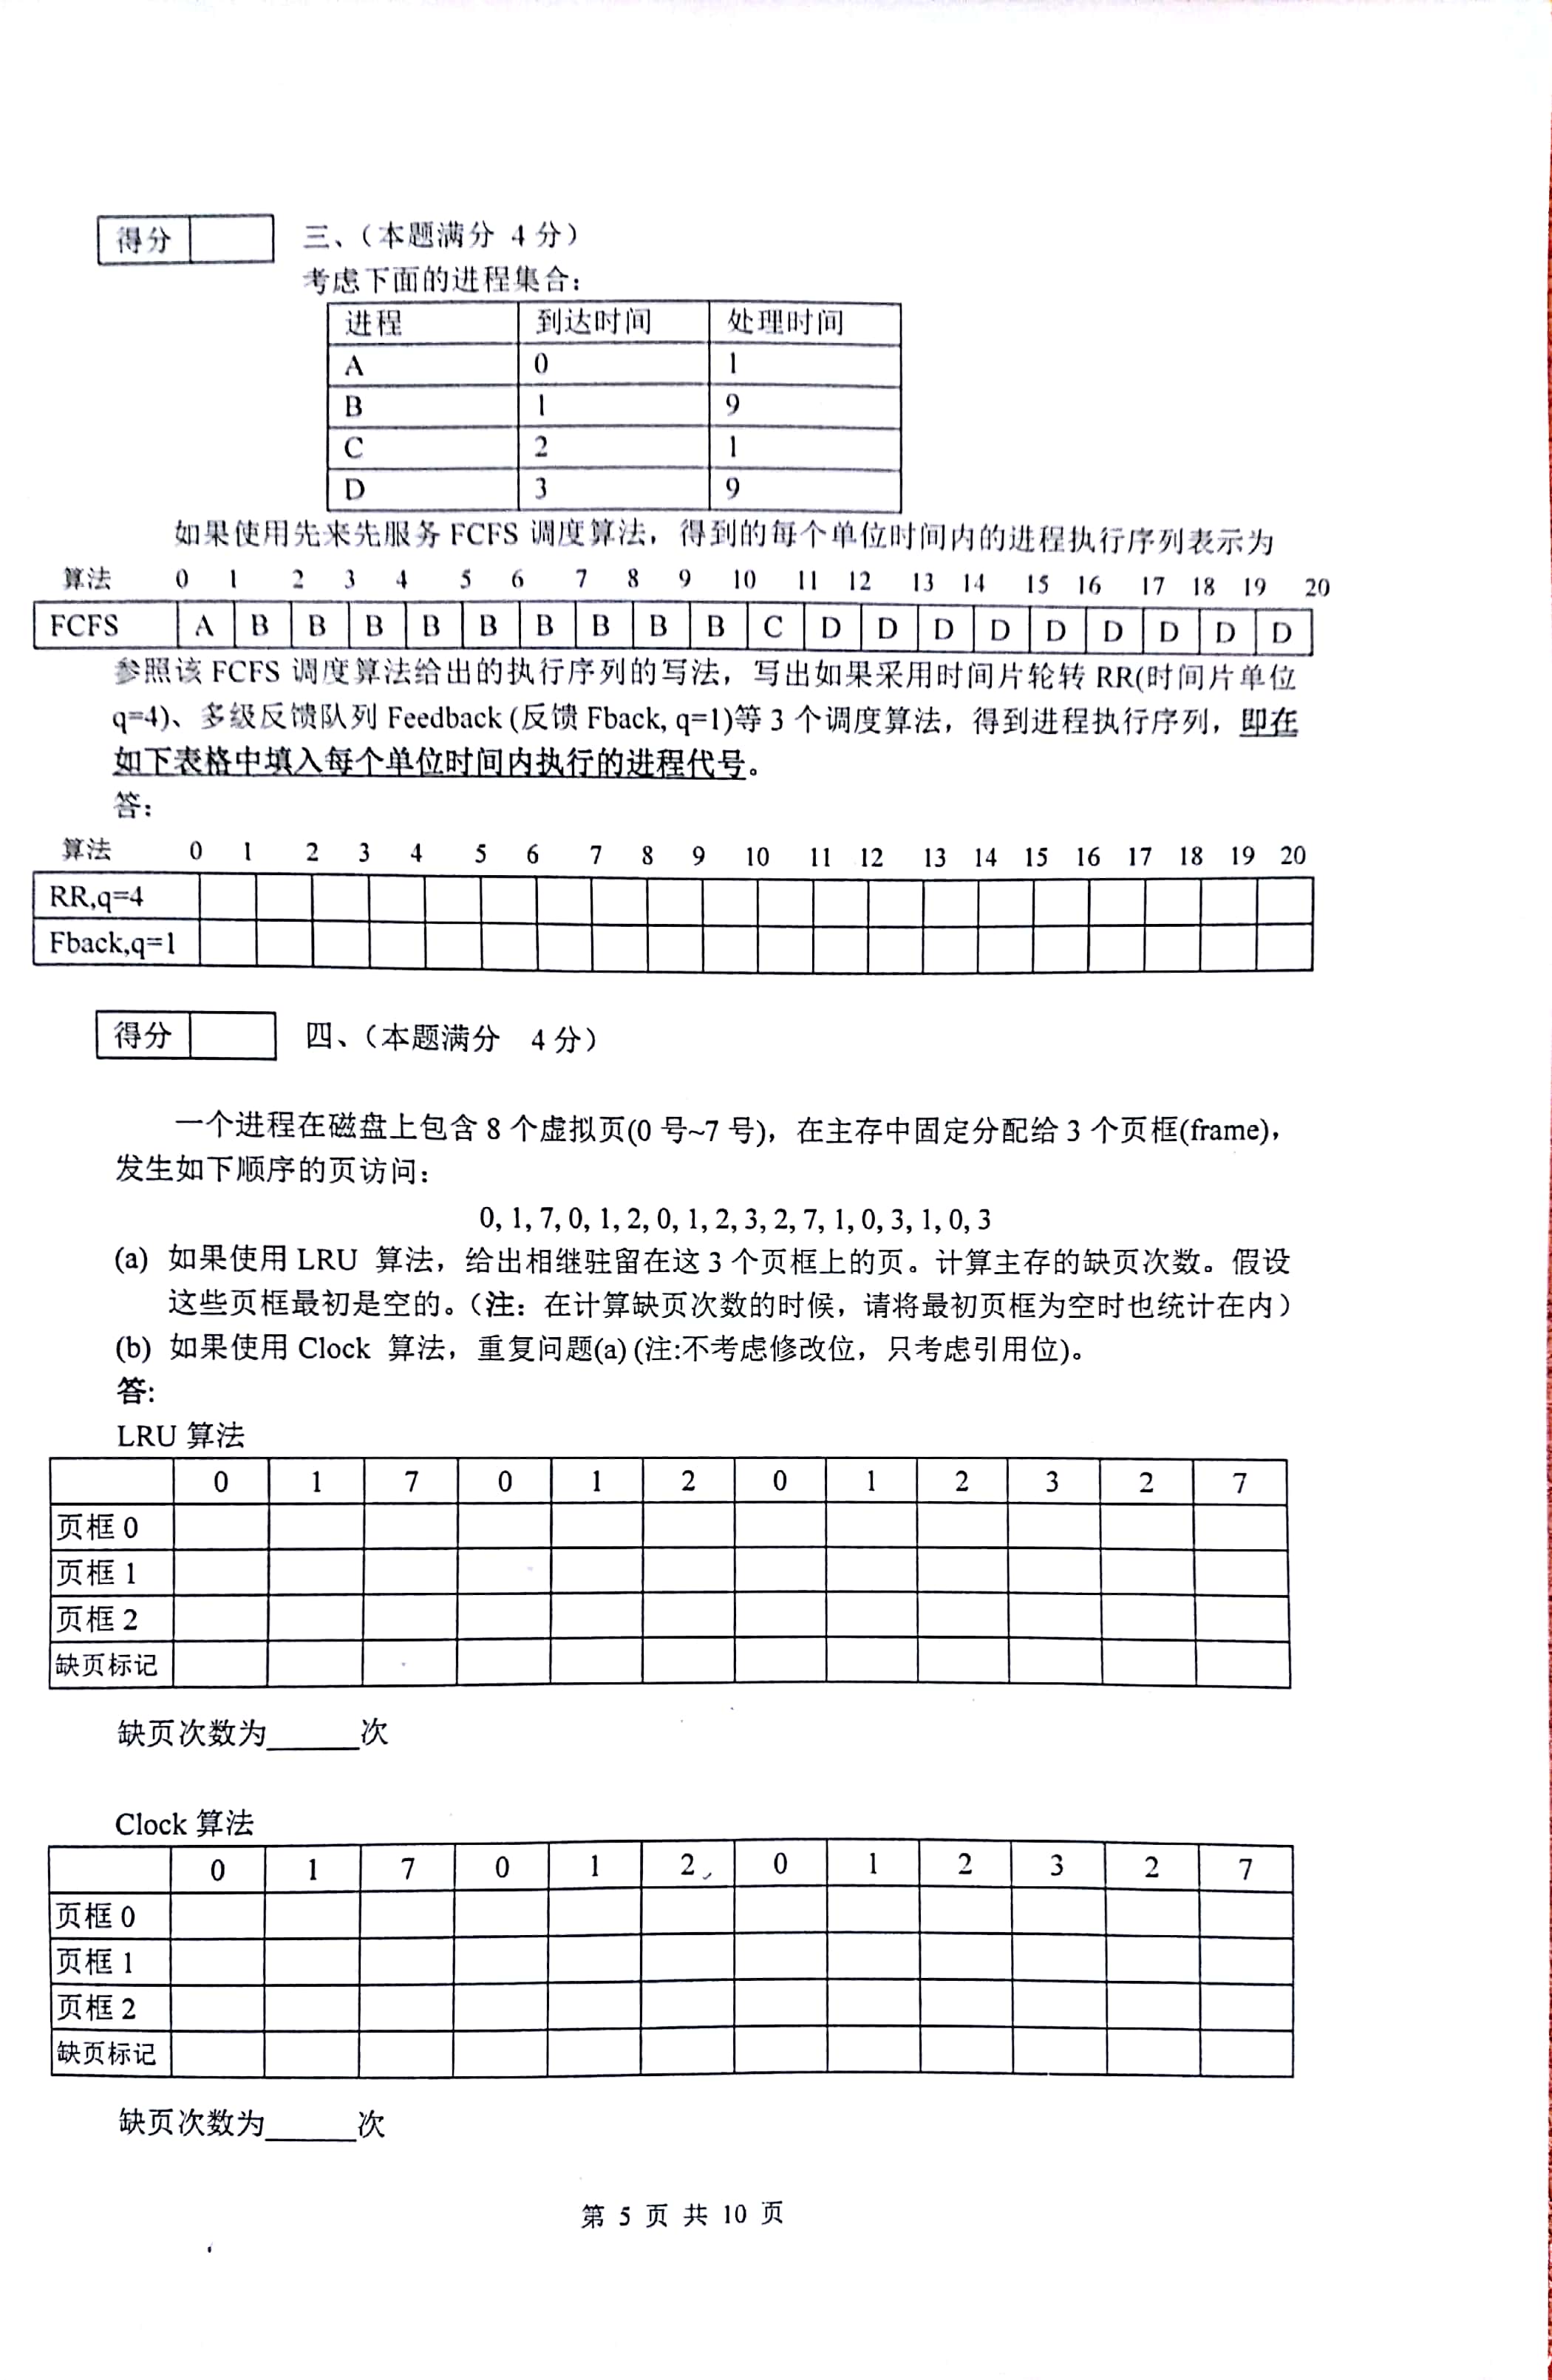 得分 三、（本题满分 4 分）
考虑下面的进程集合：
进程 到达时间 处理时间
A 0 1
B 1 9
C 2 1
D 3 9
如果使用先来先服务 FCFS 调度算法，得到的每个单位时间内的进程执行序列表示为
算法 0 1 2 3 4 5 6 7 8 9 10 11 12 13 14 15 16 17 18 19 20
FCFS A B B B B B B B B B C D D D D D D D D D
参照该 FCFS 调度算法给出的执行序列的写法，写出如果采用时间片轮转 RR(时间片单位
q=4)、多级反馈队列 Feedback (反馈 Fback, q=1)等 3 个调度算法，得到进程执行序列，即在
如下表格中填入每个单位时间内执行的进程代号。
答：
算法 0 1 2 3 4 5 6 7 8 9 10 11 12 13 14 15 16 17 18 19 20
RR,q=4
Fback,q=1
得分 四、（本题满分 4 分）
一个进程在磁盘上包含 8 个虚拟页(0 号~7 号)，在主存中固定分配给 3 个页框(frame)，
发生如下顺序的页访问：
0, 1, 7, 0, 1, 2, 0, 1, 2, 3, 2, 7, 1, 0, 3, 1, 0, 3
(a) 如果使用 LRU 算法，给出相继驻留在这 3 个页框上的页。计算主存的缺页次数。假设
这些页框最初是空的。（注：在计算缺页次数的时候，请将最初页框为空时也统计在内）
(b) 如果使用 Clock 算法，重复问题(a) (注:不考虑修改位，只考虑引用位)。
答:
LRU 算法
0 1 7 0 1 2 0 1 2 3 2 7
页框 0
页框 1
页框 2
缺页标记
缺页次数为______次
Clock 算法
0 1 7 0 1 2 0 1 2 3 2 7
页框 0
页框 1
页框 2
缺页标记
缺页次数为______次
第 5 页 共 10 页